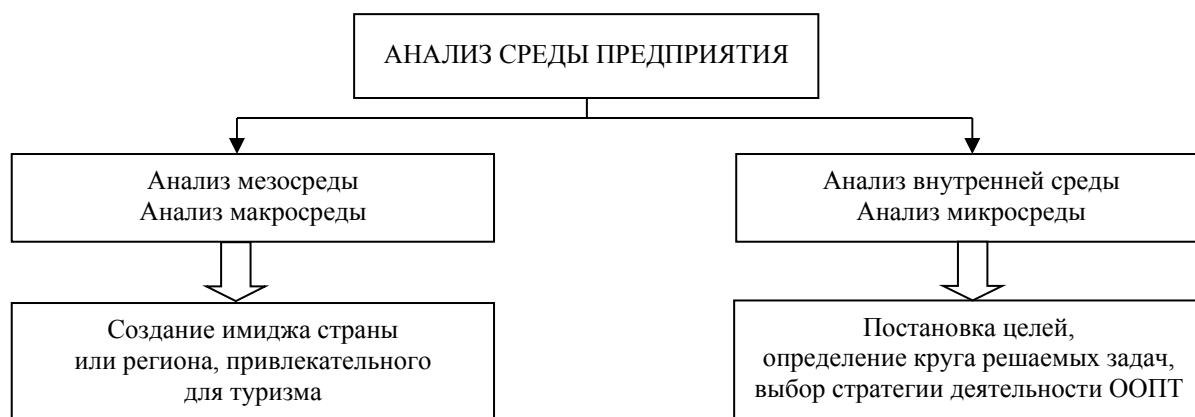 АНАЛИЗ СРЕДЫ ПРЕДПРИЯТИЯ
Анализ мезосреды
Анализ макросреды
Анализ внутренней среды
Анализ микросреды
Создание имиджа страны
или региона, привлекательного
для туризма
Постановка целей,
определение круга решаемых задач,
выбор стратегии деятельности ООПТ